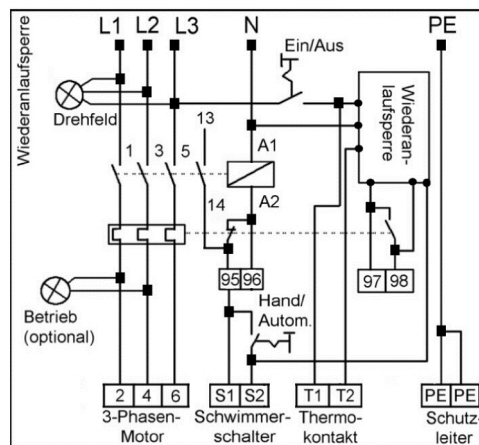 Wiederanlaufsperre
L1 L2 L3 N PE
Ein/Aus
Drehfeld
Wiederan-
laufsperre
13
1 3 5 A1
14 A2
95 96 97 98
Hand/
Autom.
Betrieb
(optional)
2 4 6 S1 S2 T1 T2 PE PE
3-Phasen-
Motor
Schwimmer-
schalter
Thermo-
kontakt
Schutz-
leiter